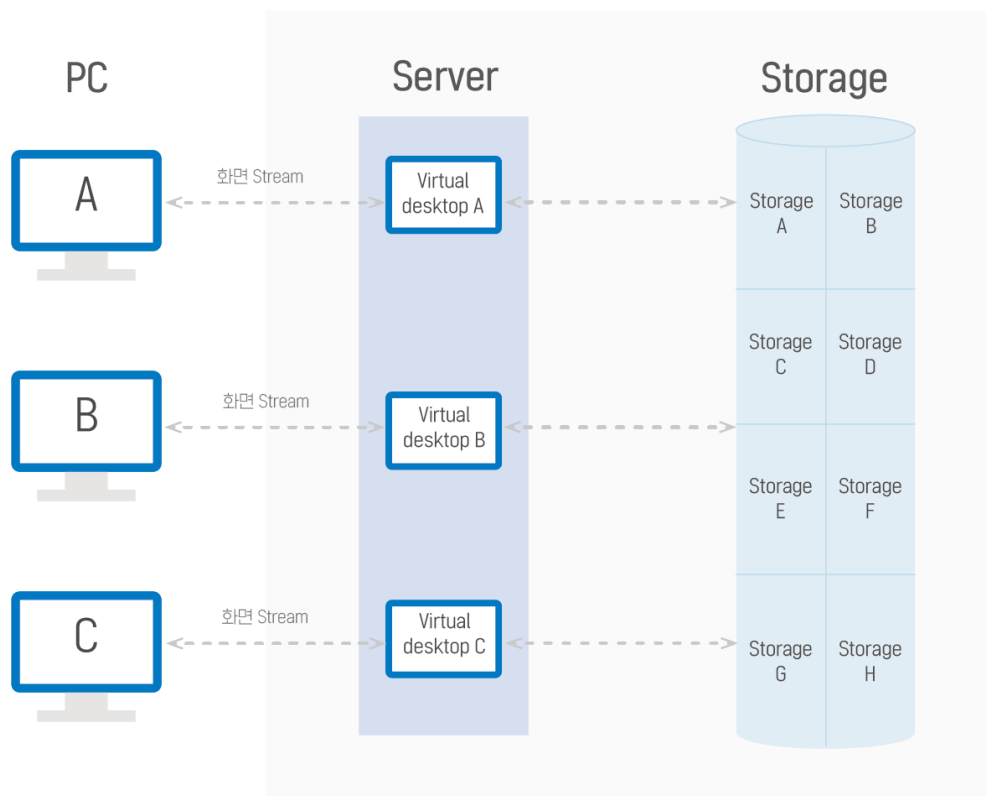 PC
Server
Storage
A
화면 Stream
Virtual
desktop A
Storage
A
Storage
B
B
화면 Stream
Virtual
desktop B
Storage
C
Storage
D
Storage
E
Storage
F
C
화면 Stream
Virtual
desktop C
Storage
G
Storage
H